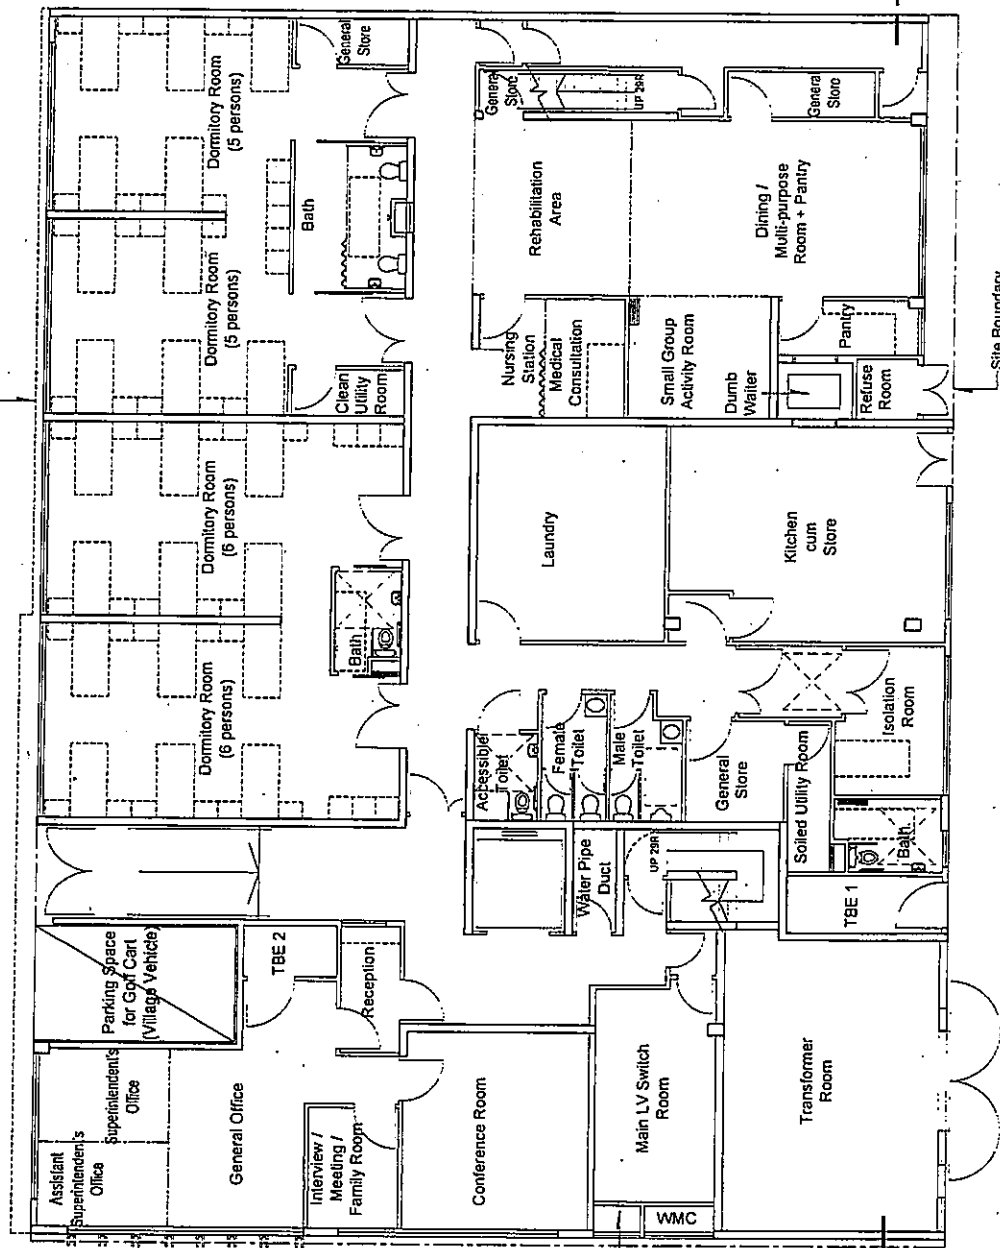 Dormitory Room
(6 persons)
Dormitory Room
(6 persons)
Dormitory Room
(5 persons)
Dormitory Room
(5 persons)
General
Store
Bath
Clean
Utility
Room
Bath
Parking Space
for Golf Cart
(Village Vehicle)
TBE 2
Reception
Assistant
Superintendent's
Office
Superintendent's
Office
General Office
Interview /
Meeting /
Family Room
Conference Room
Main LV Switch
Room
WMC
Transformer
Room
Water Pipe
Duct
UP 29R
TBE 1
Accessible
Toilet
Female
Toilet
Male
Toilet
General
Store
Soiled Utility Room
Bath
Isolation
Room
Laundry
Kitchen
cum
Store
Nursing
Station
Medical
Consultation
Small Group
Activity Room
Dumb
Waiter
Refuse
Room
Pantry
Rehabilitation
Area
Dining /
Multi-purpose
Room + Pantry
General
Store
UP 29R
General
Store
Site Boundary